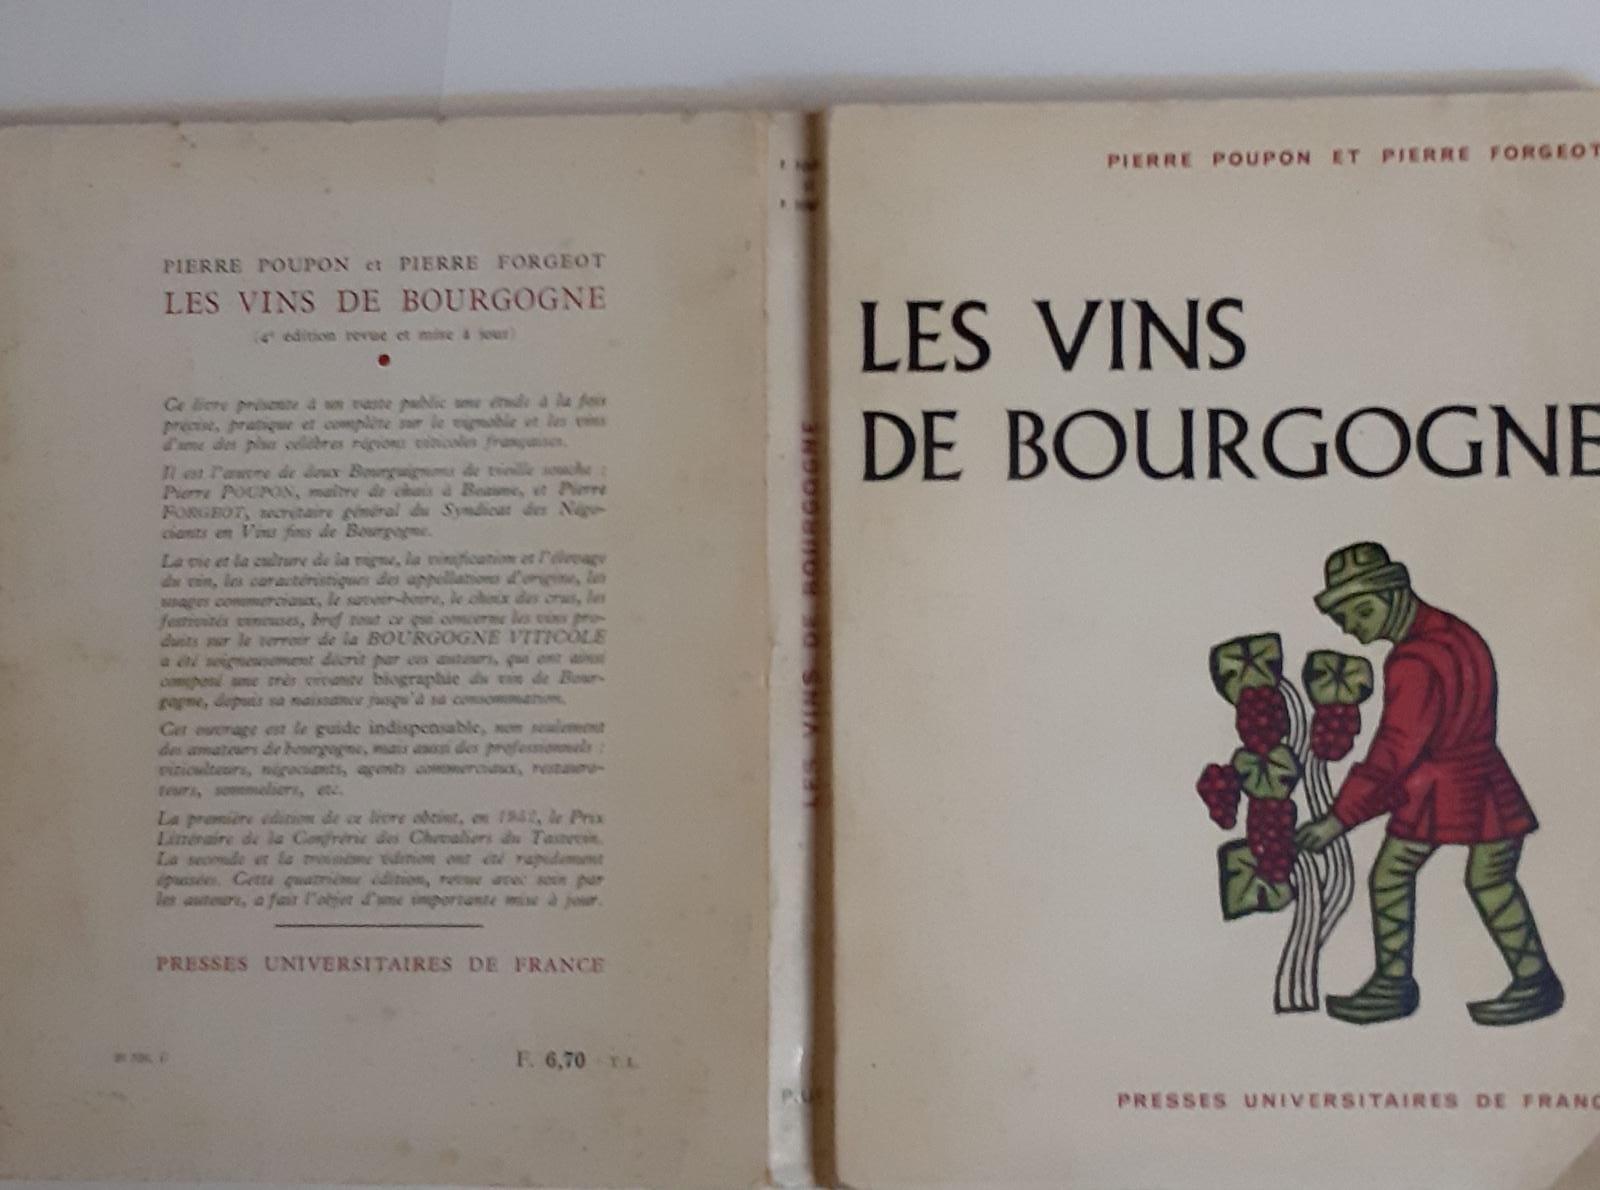 PIERRE POUPON et PIERRE FORGEOT
LES VINS DE BOURGOGNE
(4e édition revue et mise à jour)
Ce livre présente à un vaste public une étude à la fois
précise, pratique et complète sur le vignoble et les vins
d'une des plus célèbres régions viticoles françaises.
Il est l'œuvre de deux Bourguignons de vieille souche :
Pierre POUPON, maître de chais à Beaune, et Pierre
FORGEOT, secrétaire général du Syndicat des Négo-
ciants en Vins fins de Bourgogne.
La vie et la culture de la vigne, la vinification et l'élevage
du vin, les caractéristiques des appellations d'origine, les
usages commerciaux, le savoir-boire, le choix des crus, les
festivités vineuses, bref tout ce qui concerne les vins pro-
duits sur le terroir de la BOURGOGNE VITICOLE
a été soigneusement décrit par ces auteurs, qui ont ainsi
composé une très vivante biographie du vin de Bour-
gogne, depuis sa naissance jusqu'à sa consommation.
Cet ouvrage est le guide indispensable, non seulement
des amateurs de bourgogne, mais aussi des professionnels :
viticulteurs, négociants, agents commerciaux, restaura-
teurs, sommeliers, etc.
La première édition de ce livre obtint, en 1952, le Prix
Littéraire de la Confrérie des Chevaliers du Tastevin.
La seconde et la troisième édition ont été rapidement
épuisées. Cette quatrième édition, revue avec soin par
les auteurs, a fait l'objet d'une importante mise à jour.
PRESSES UNIVERSITAIRES DE FRANCE
F. 6,70 T. L.
LES VINS DE BOURGOGNE
PIERRE POUPON ET PIERRE FORGEOT
LES VINS
DE BOURGOGNE
PRESSES UNIVERSITAIRES DE FRANC